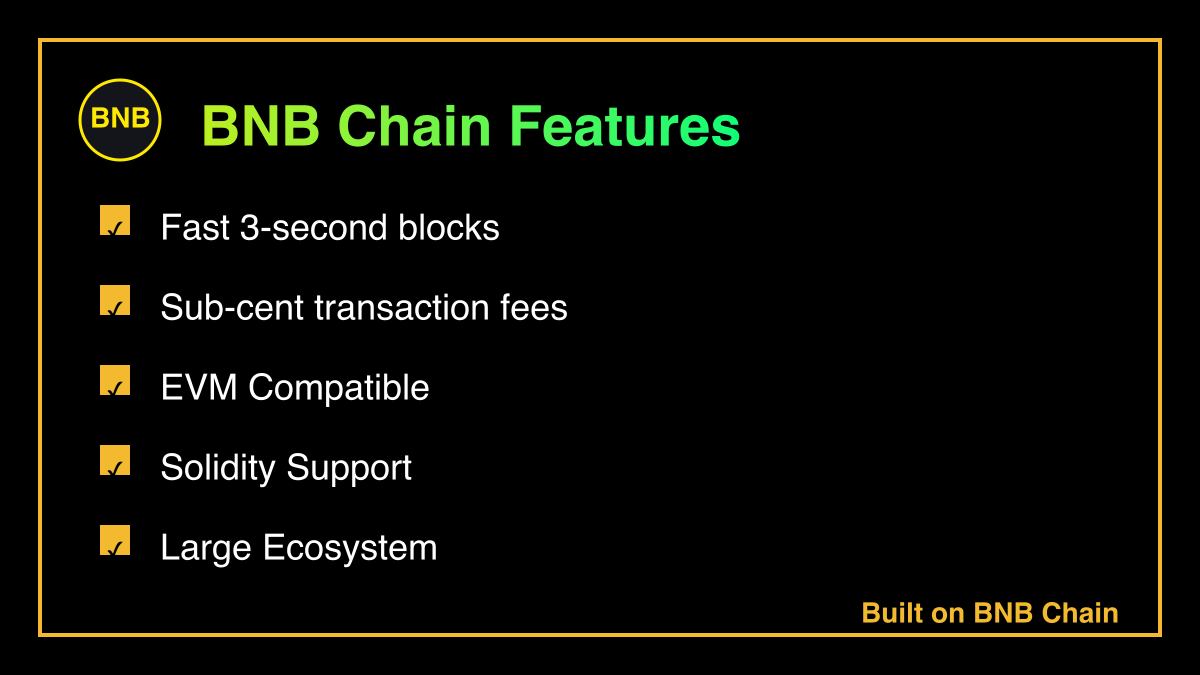 BNB
BNB Chain Features
✓ Fast 3-second blocks
✓ Sub-cent transaction fees
✓ EVM Compatible
✓ Solidity Support
✓ Large Ecosystem
Built on BNB Chain